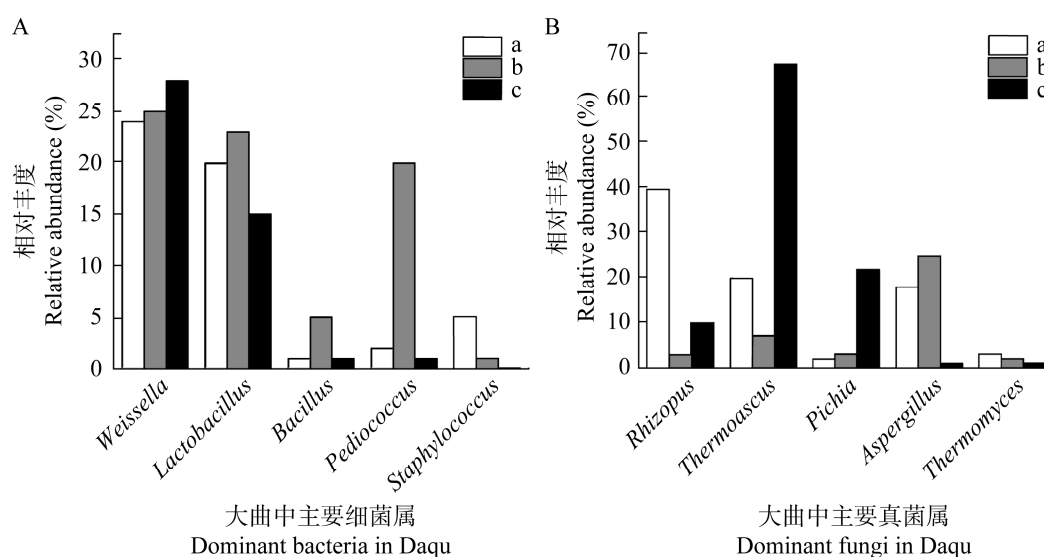 A
相对丰度
Relative abundance (%)
30
25
20
15
10
5
0
a
b
c
Weissella
Lactobacillus
Bacillus
Pediococcus
Staphylococcus
大曲中主要细菌属
Dominant bacteria in Daqu
B
相对丰度
Relative abundance (%)
70
60
50
40
30
20
10
0
a
b
c
Rhizopus
Thermoascus
Pichia
Aspergillus
Thermomyces
大曲中主要真菌属
Dominant fungi in Daqu